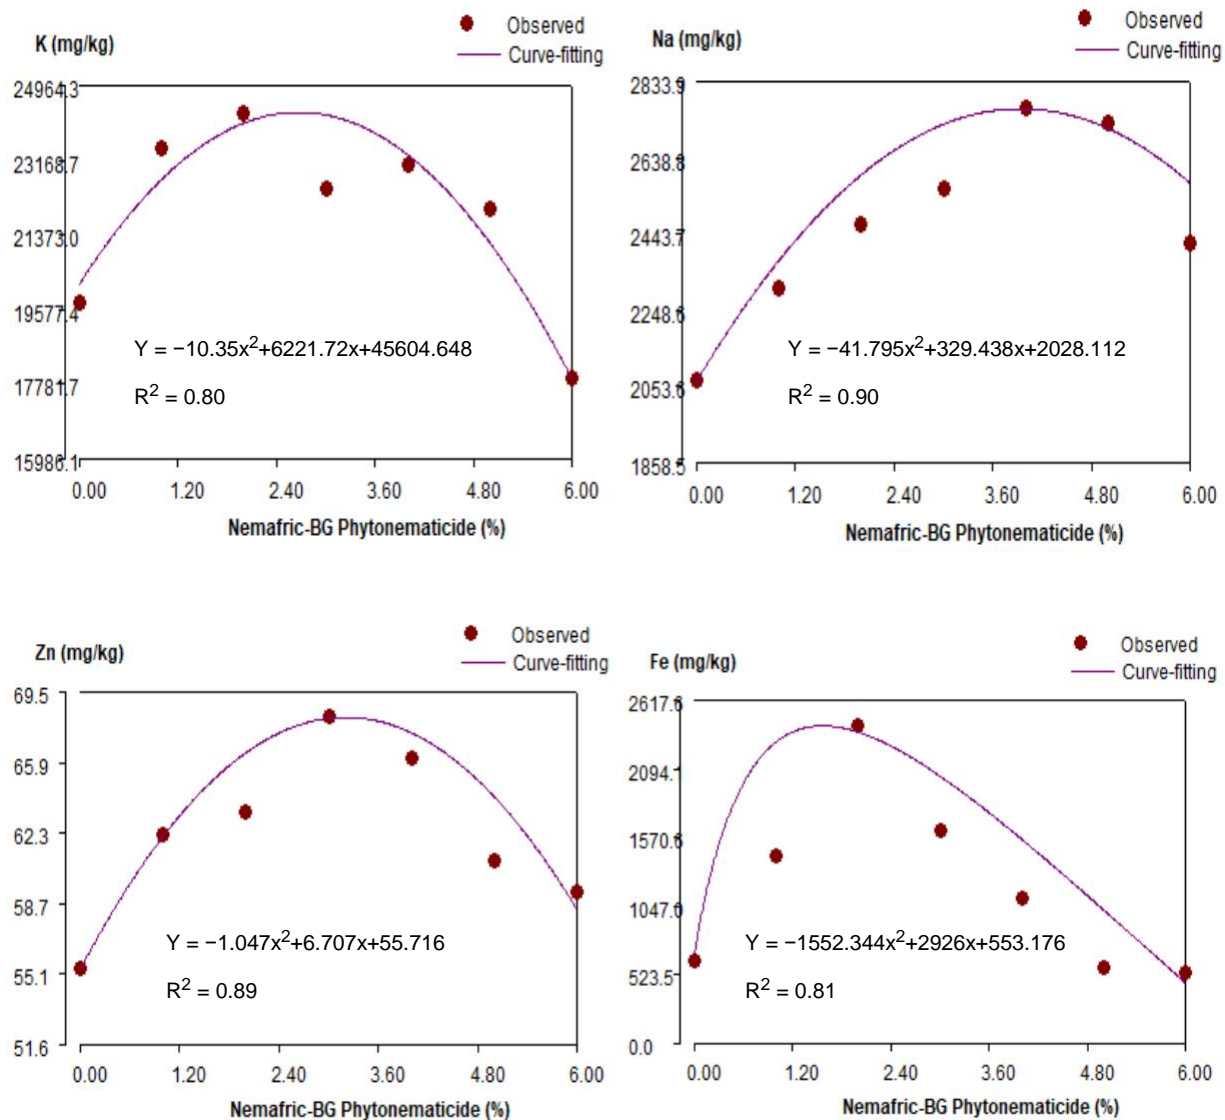 Observed
Curve-fitting
K (mg/kg)
24964.3
23168.7
21373.0
19577.4
17781.7
15986.1
Y = −10.35x²+6221.72x+45604.648
R² = 0.80
0.00 1.20 2.40 3.60 4.80 6.00
Nemafric-BG Phytonematicide (%)
Observed
Curve-fitting
Na (mg/kg)
2833.9
2638.8
2443.7
2248.6
2053.6
1858.5
Y = −41.795x²+329.438x+2028.112
R² = 0.90
0.00 1.20 2.40 3.60 4.80 6.00
Nemafric-BG Phytonematicide (%)
Observed
Curve-fitting
Zn (mg/kg)
69.5
65.9
62.3
58.7
55.1
51.6
Y = −1.047x²+6.707x+55.716
R² = 0.89
0.00 1.20 2.40 3.60 4.80 6.00
Nemafric-BG Phytonematicide (%)
Observed
Curve-fitting
Fe (mg/kg)
2617.6
2094.1
1570.6
1047.0
523.5
0.0
Y = −1552.344x²+2926x+553.176
R² = 0.81
1.20 2.40 3.60 4.80 6.00
Nemafric-BG Phytonematicide (%)